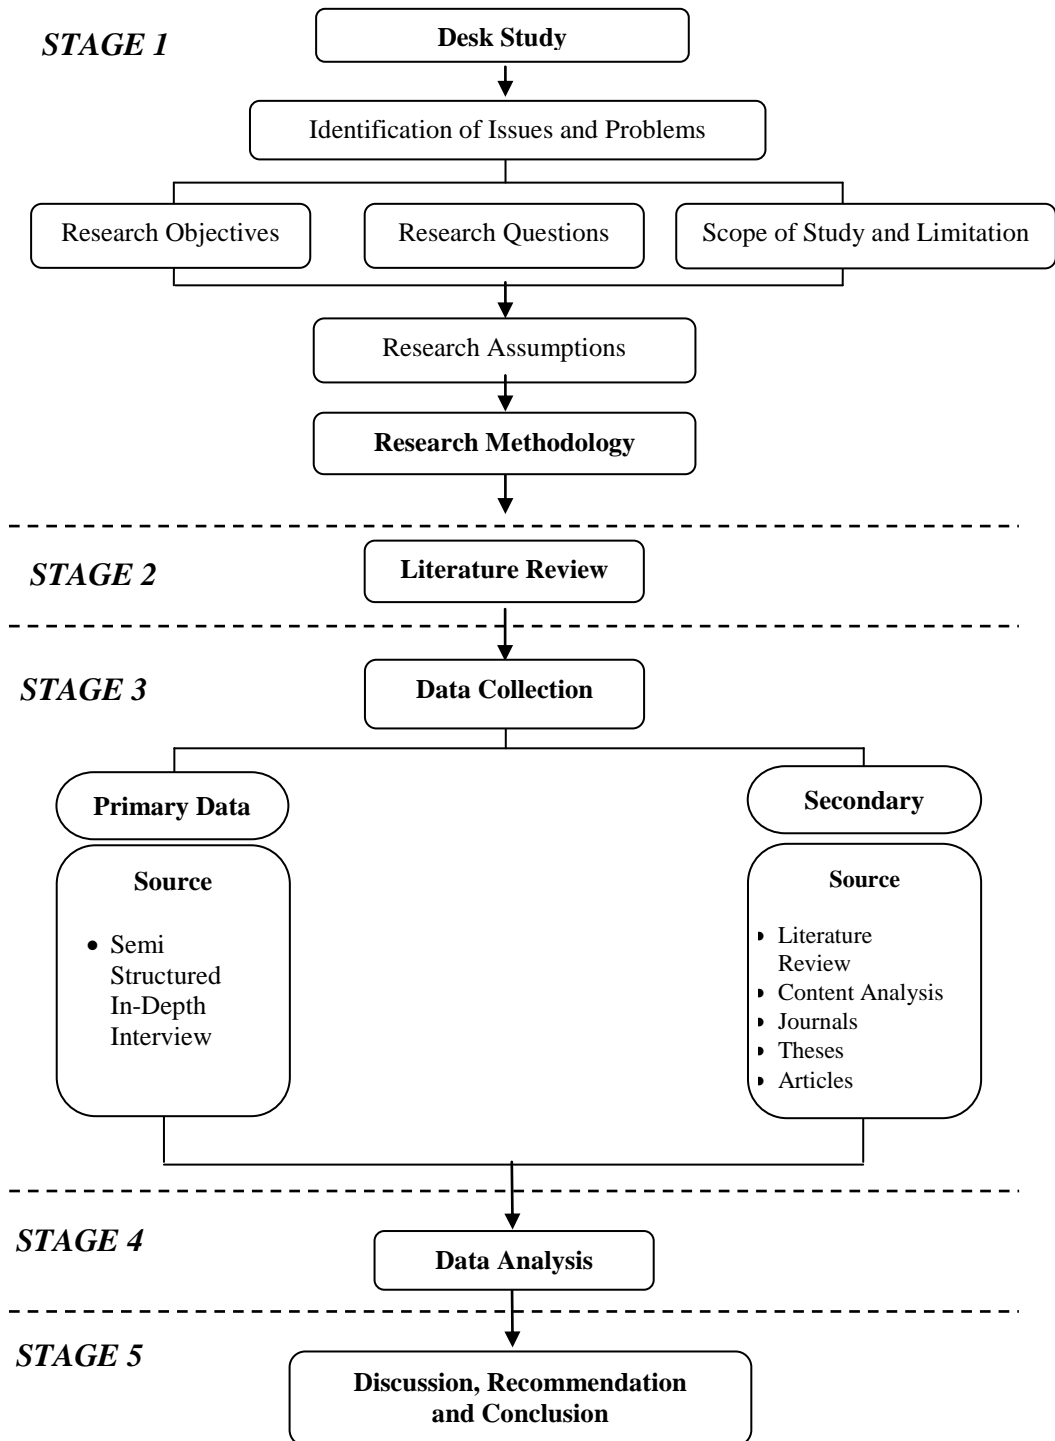 STAGE 1
Desk Study
Identification of Issues and Problems
Research Objectives
Research Questions
Scope of Study and Limitation
Research Assumptions
Research Methodology
STAGE 2
Literature Review
STAGE 3
Data Collection
Primary Data
Source
• Semi
Structured
In-Depth
Interview
Secondary
Source
• Literature
Review
• Content Analysis
• Journals
• Theses
• Articles
STAGE 4
Data Analysis
STAGE 5
Discussion, Recommendation
and Conclusion